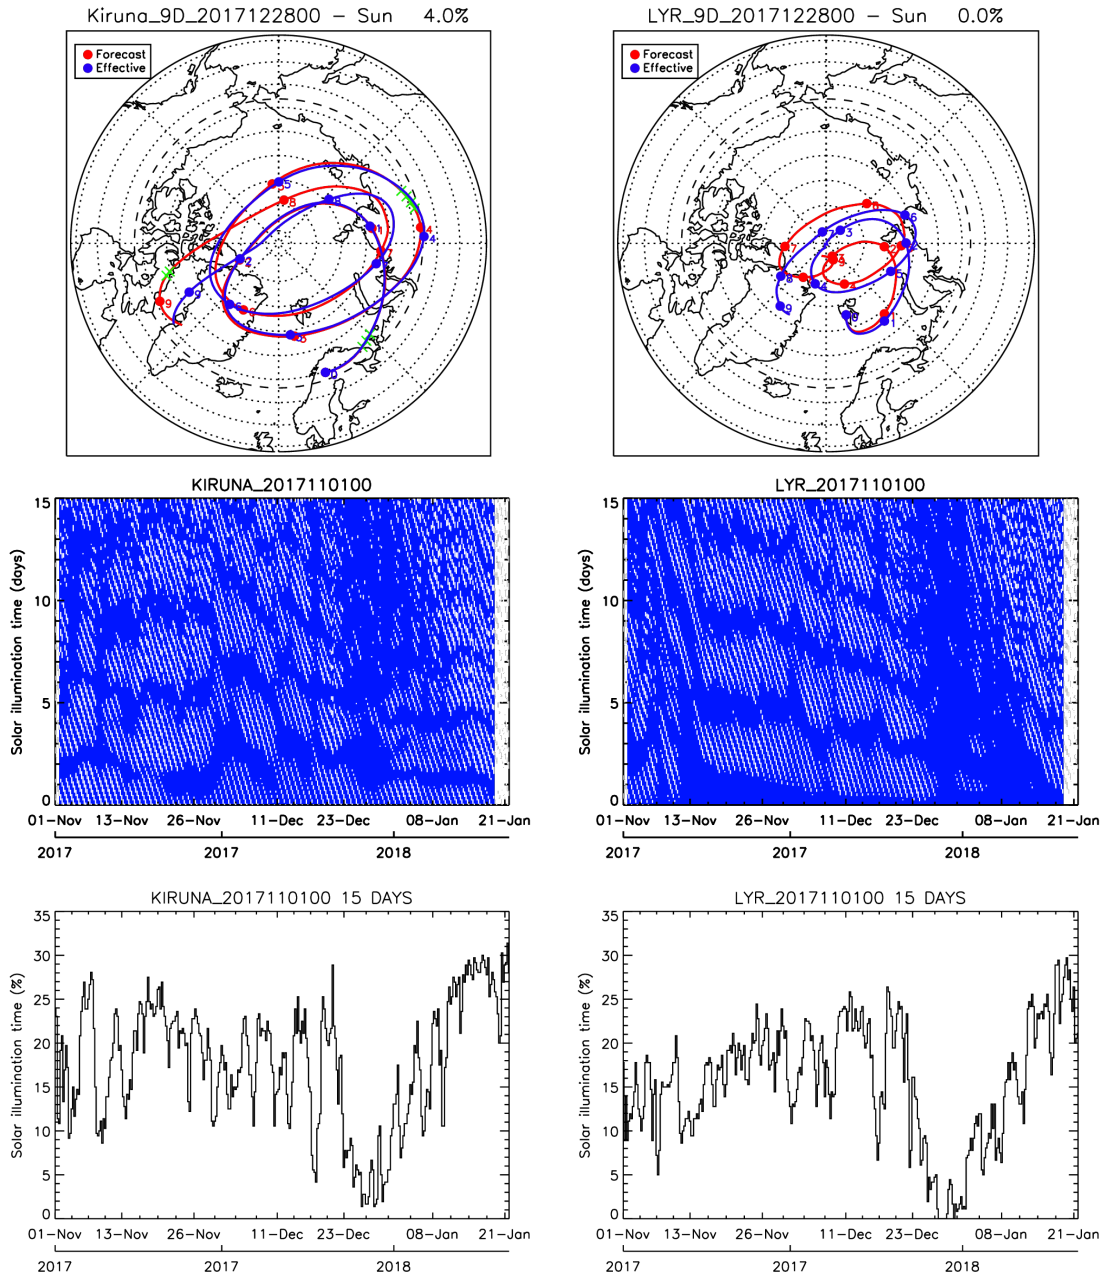 Kiruna_9D_2017122800 – Sun 4.0%
LYR_9D_2017122800 – Sun 0.0%
Forecast
Effective
Forecast
Effective
KIRUNA_2017110100
LYR_2017110100
Solar illumination time (days)
15
10
5
0
01-Nov 13-Nov 26-Nov 11-Dec 23-Dec 08-Jan 21-Jan
2017 2017 2018
Solar illumination time (days)
15
10
5
0
01-Nov 13-Nov 26-Nov 11-Dec 23-Dec 08-Jan 21-Jan
2017 2017 2018
KIRUNA_2017110100 15 DAYS
LYR_2017110100 15 DAYS
Solar illumination time (%)
35
30
25
20
15
10
5
0
01-Nov 13-Nov 26-Nov 11-Dec 23-Dec 08-Jan 21-Jan
2017 2017 2018
Solar illumination time (%)
35
30
25
20
15
10
5
0
01-Nov 13-Nov 26-Nov 11-Dec 23-Dec 08-Jan 21-Jan
2017 2017 2018